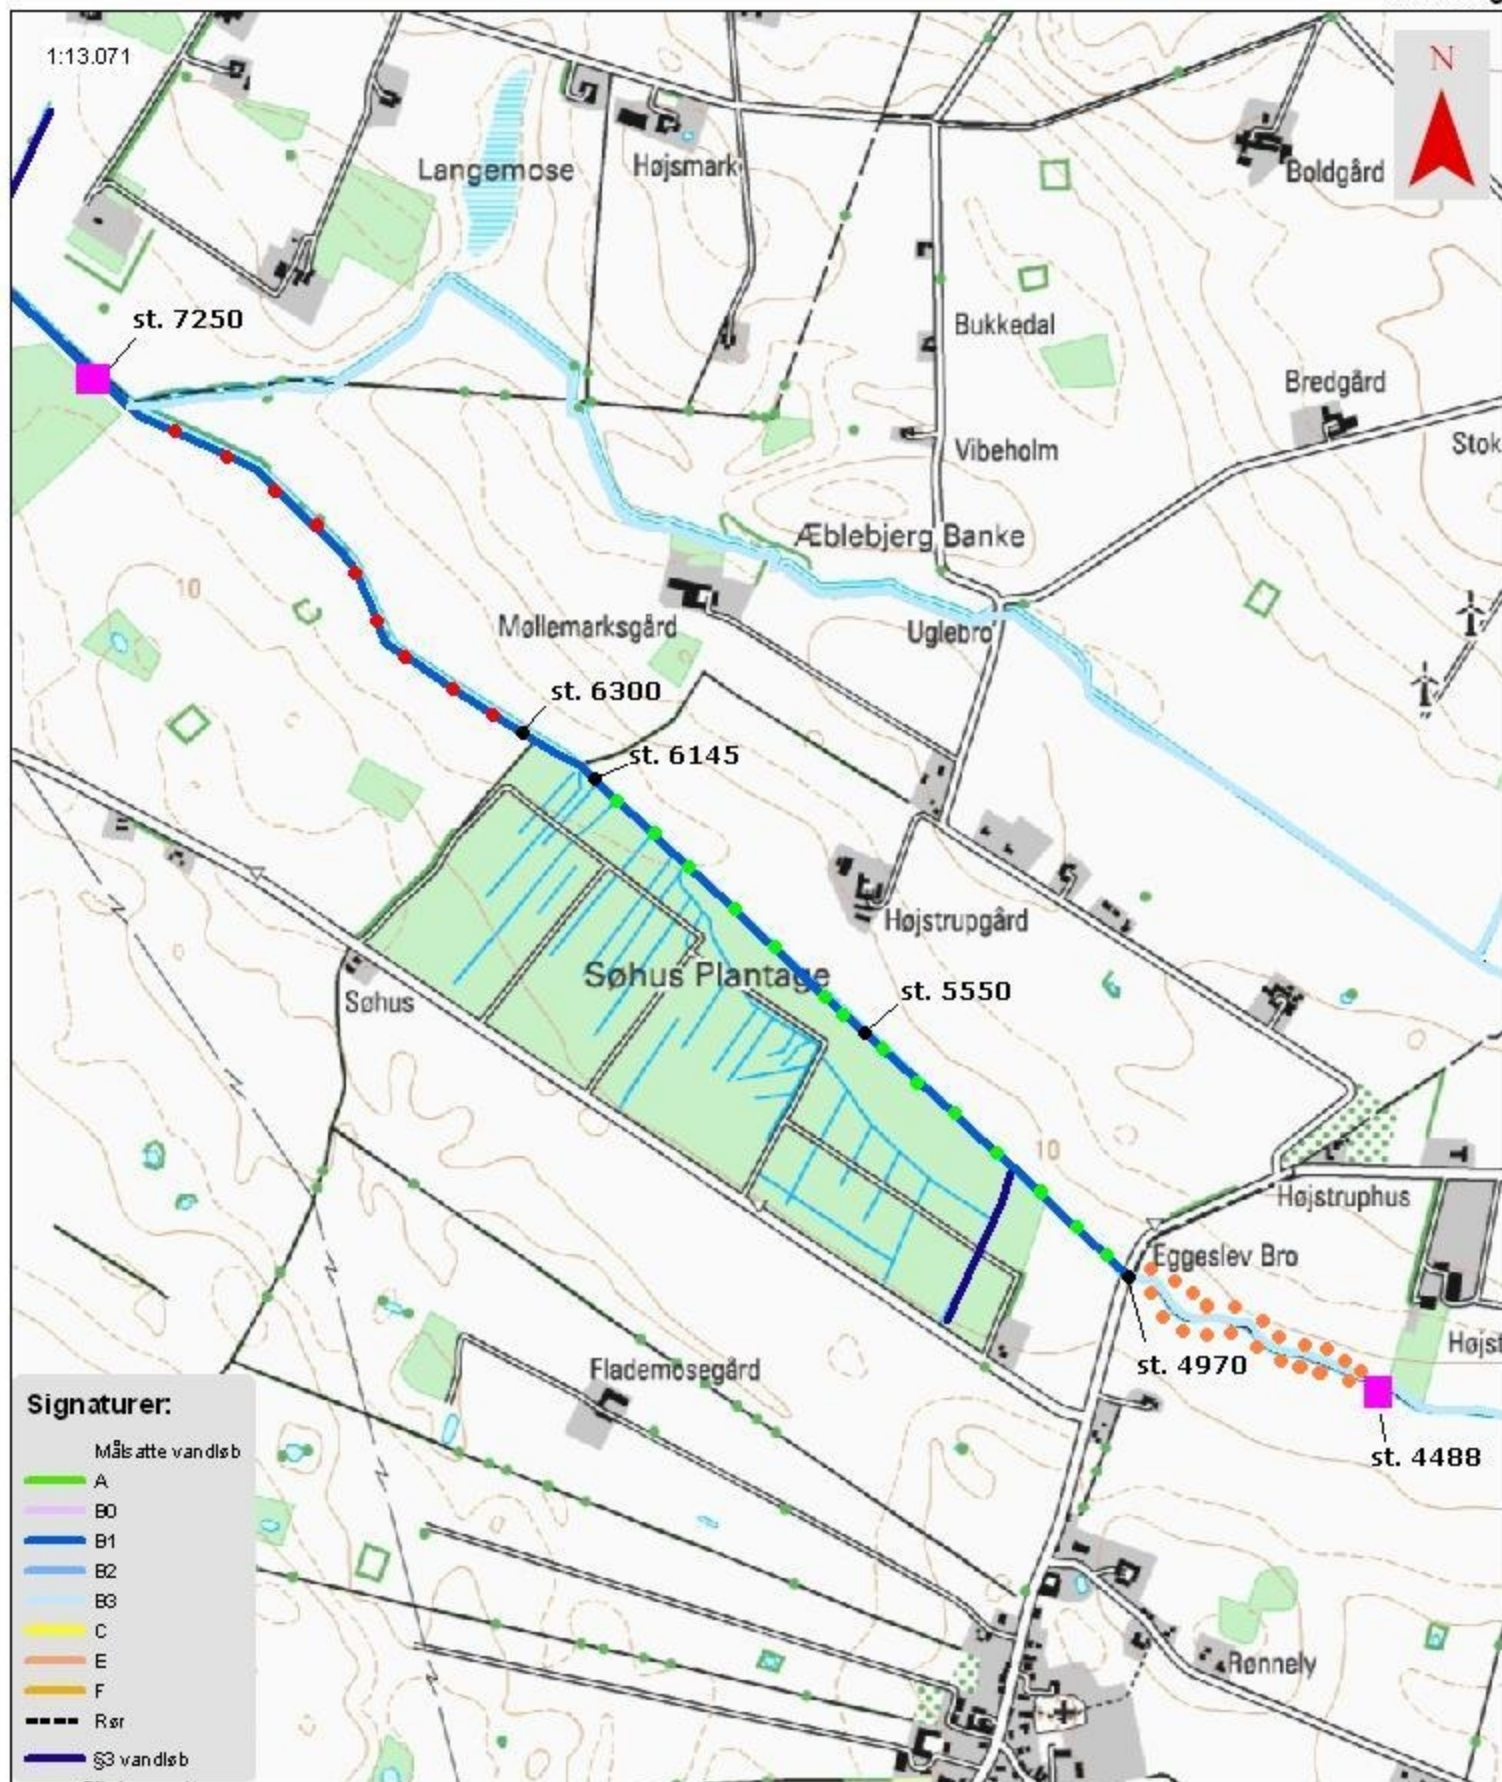 1:13.071
N
Langemose
Højsmark
Boldgård
st. 7250
Bukkedal
Bredgård
Vibeholm
Stok
Æblebjerg Banke
10
Møllemarksgård
Uglebro
st. 6300
st. 6145
Højstrupgård
Søhus Plantage
st. 5550
Søhus
10
Højstruphus
Eggeslev Bro
Højst
st. 4970
Flademosegård
st. 4488
Rønnely
Signaturer:
Målsatte vandløb
A
B0
B1
B2
B3
C
E
F
Rør
§3 vandløb